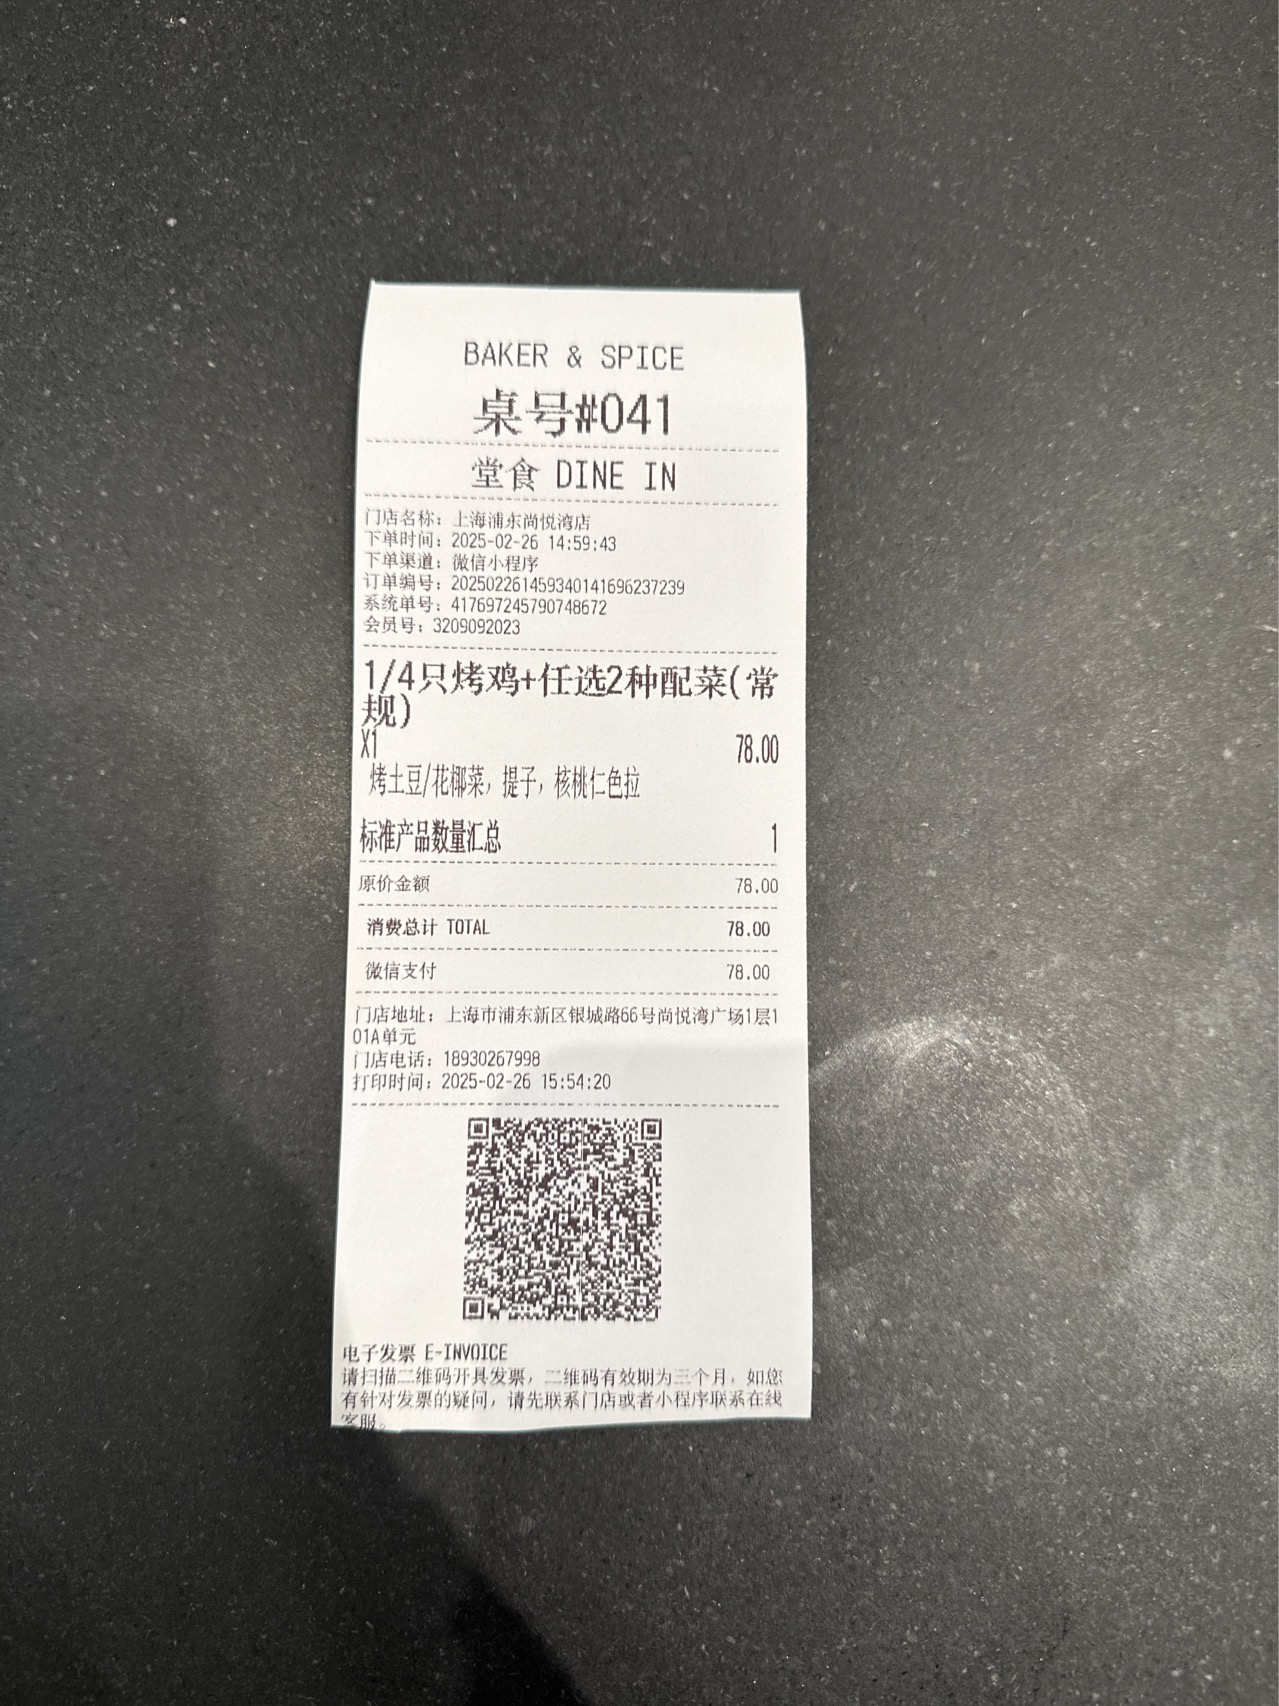 BAKER & SPICE
桌号#041
堂食 DINE IN
门店名称：上海浦东尚悦湾店
下单时间：2025-02-26 14:59:43
下单渠道：微信小程序
订单编号：2025022614593401416962​37239
系统单号：417697245790748672
会员号：3209092023
1/4只烤鸡+任选2种配菜(常
规)
X1 78.00
烤土豆/花椰菜，提子，核桃仁色拉
标准产品数量汇总 1
原价金额 78.00
消费总计 TOTAL 78.00
微信支付 78.00
门店地址：上海市浦东新区银城路66号尚悦湾广场1层1
01A单元
门店电话：18930267998
打印时间：2025-02-26 15:54:20
电子发票 E-INVOICE
请扫描二维码开具发票，二维码有效期为三个月，如您
有针对发票的疑问，请先联系门店或者小程序联系在线
客服。